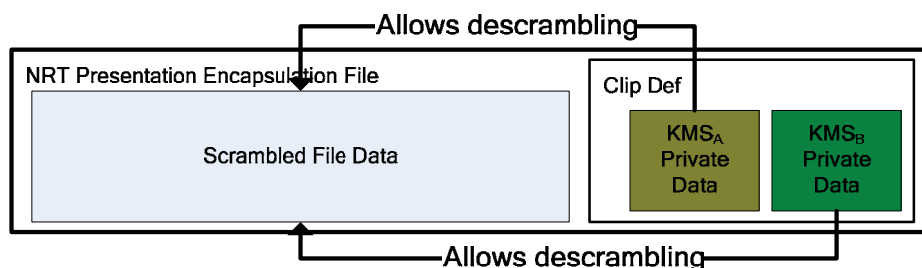 Allows descrambling
NRT Presentation Encapsulation File
Clip Def
Scrambled File Data
KMSA
Private
Data
KMSB
Private
Data
Allows descrambling